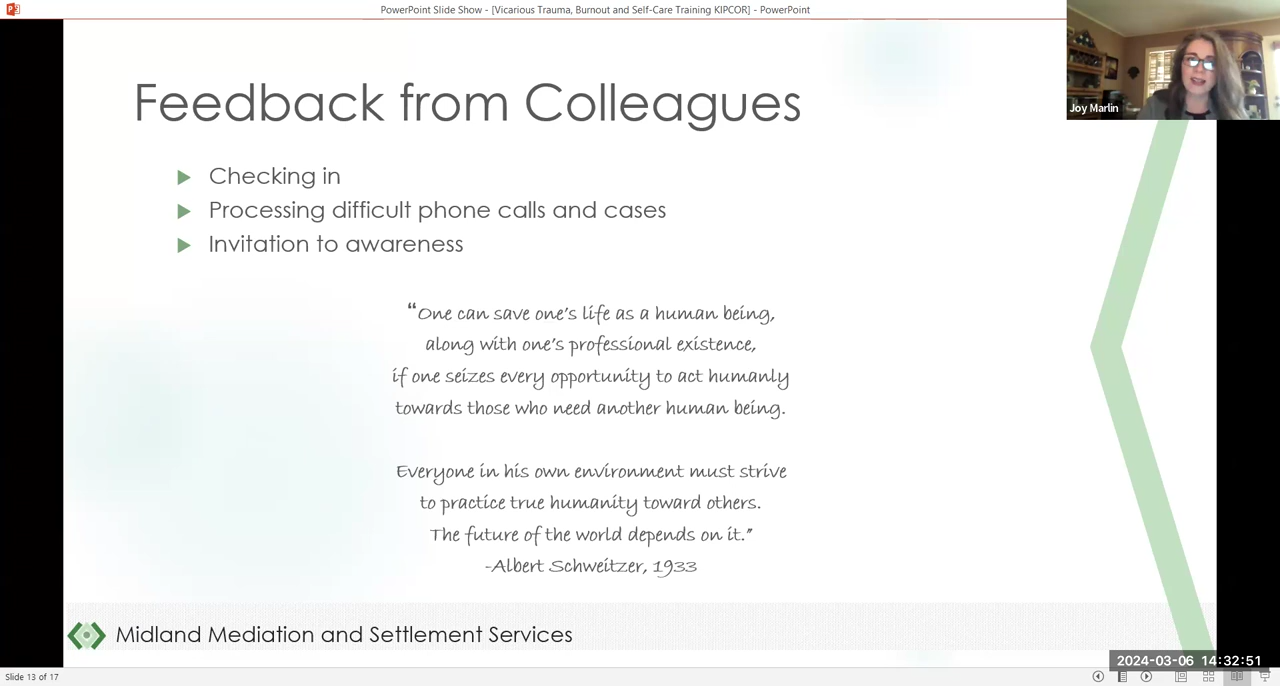 PowerPoint Slide Show - [Vicarious Trauma, Burnout and Self-Care Training KIPCOR] - PowerPoint
Joy Marlin
Feedback from Colleagues
Checking in
Processing difficult phone calls and cases
Invitation to awareness
“One can save one’s life as a human being,
along with one’s professional existence,
if one seizes every opportunity to act humanly
towards those who need another human being.
Everyone in his own environment must strive
to practice true humanity toward others.
The future of the world depends on it.”
-Albert Schweitzer, 1933
Midland Mediation and Settlement Services
2024-03-06 14:32:51
Slide 13 of 17